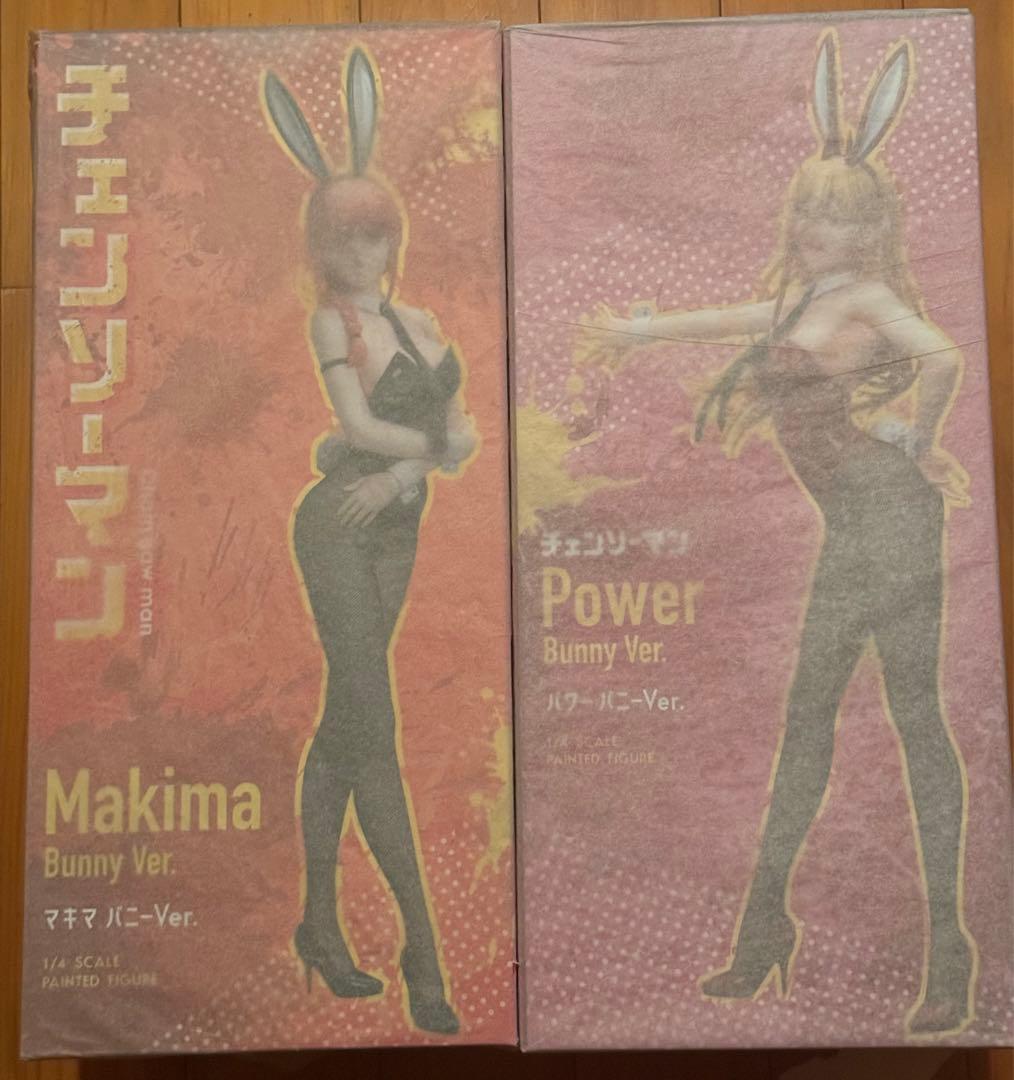 チェンソーマン
chainsaw man
Makima
Bunny Ver.
マキマ バニーVer.
1/4 SCALE
PAINTED FIGURE
チェンソーマン
Power
Bunny Ver.
パワー バニーVer.
1/4 SCALE
PAINTED FIGURE